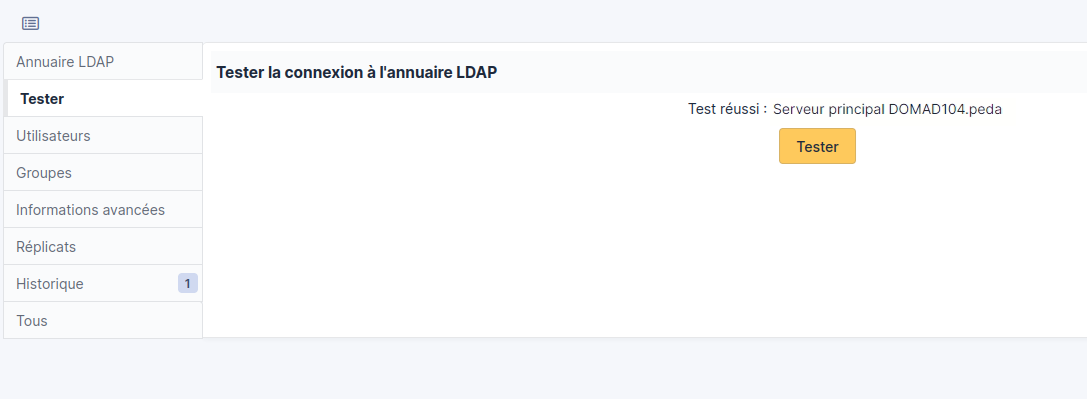 Annuaire LDAP
Tester
Utilisateurs
Groupes
Informations avancées
Réplicats
Historique 1
Tous
Tester la connexion à l'annuaire LDAP
Test réussi : Serveur principal DOMAD104.peda
Tester